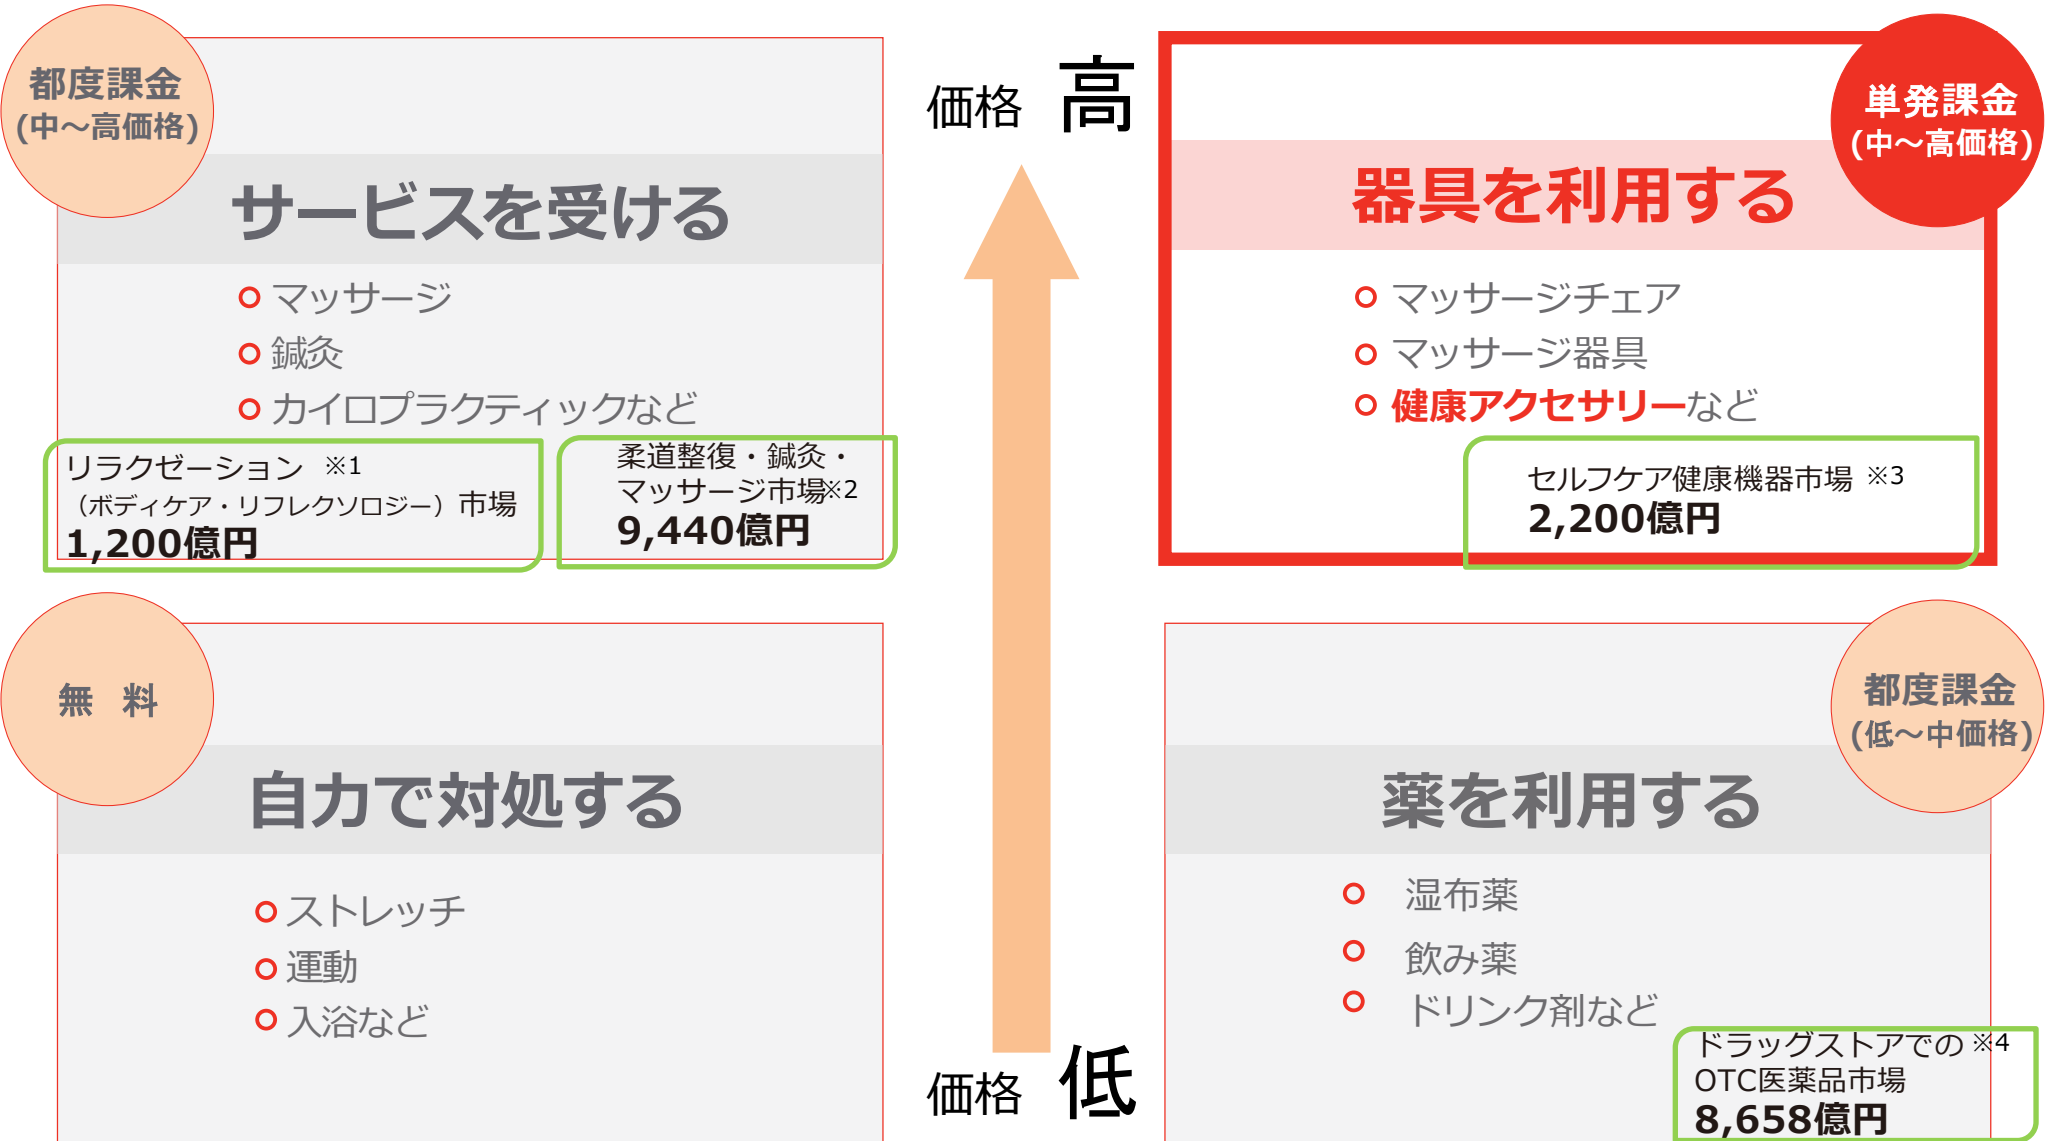 都度課金
(中～高価格)
サービスを受ける
マッサージ
鍼灸
カイロプラクティックなど
リラクゼーション ※1
（ボディケア・リフレクソロジー）市場
1,200億円
柔道整復・鍼灸・
マッサージ市場※2
9,440億円
価格 高
単発課金
(中～高価格)
器具を利用する
マッサージチェア
マッサージ器具
健康アクセサリーなど
セルフケア健康機器市場 ※3
2,200億円
無 料
自力で対処する
ストレッチ
運動
入浴など
価格 低
都度課金
(低～中価格)
薬を利用する
湿布薬
飲み薬
ドリンク剤など
ドラッグストアでの ※4
OTC医薬品市場
8,658億円